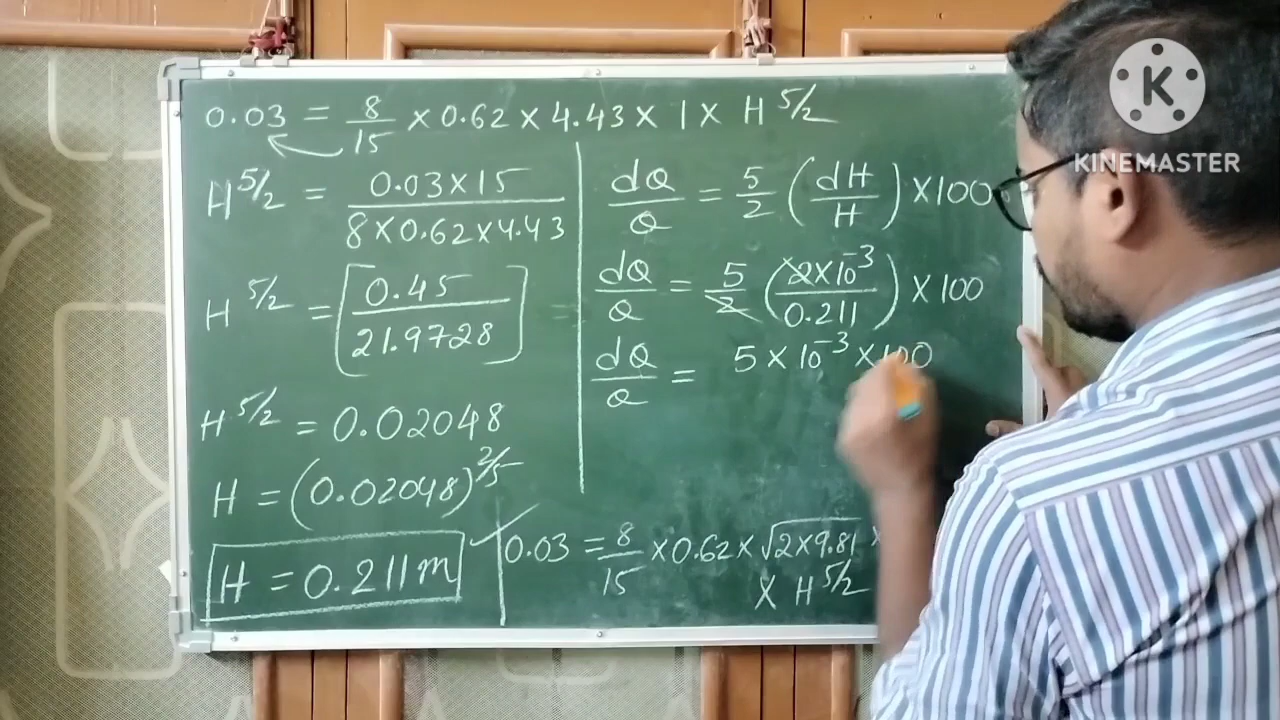 0.03 = 8/15 × 0.62 × 4.43 × 1 × H^5/2
H^5/2 = 0.03×15 / 8×0.62×4.43
H^5/2 = [0.45 / 21.9728]
H^5/2 = 0.02048
H = (0.02048)^2/5
H = 0.211m
dQ/Q = 5/2 (dH/H) ×100
dQ/Q = 5/2 (2×10^-3 / 0.211) ×100
dQ/Q = 5×10^-3 ×100
0.03 = 8/15 ×0.62× √2×9.81 ×
× H^5/2
K
KINEMASTER